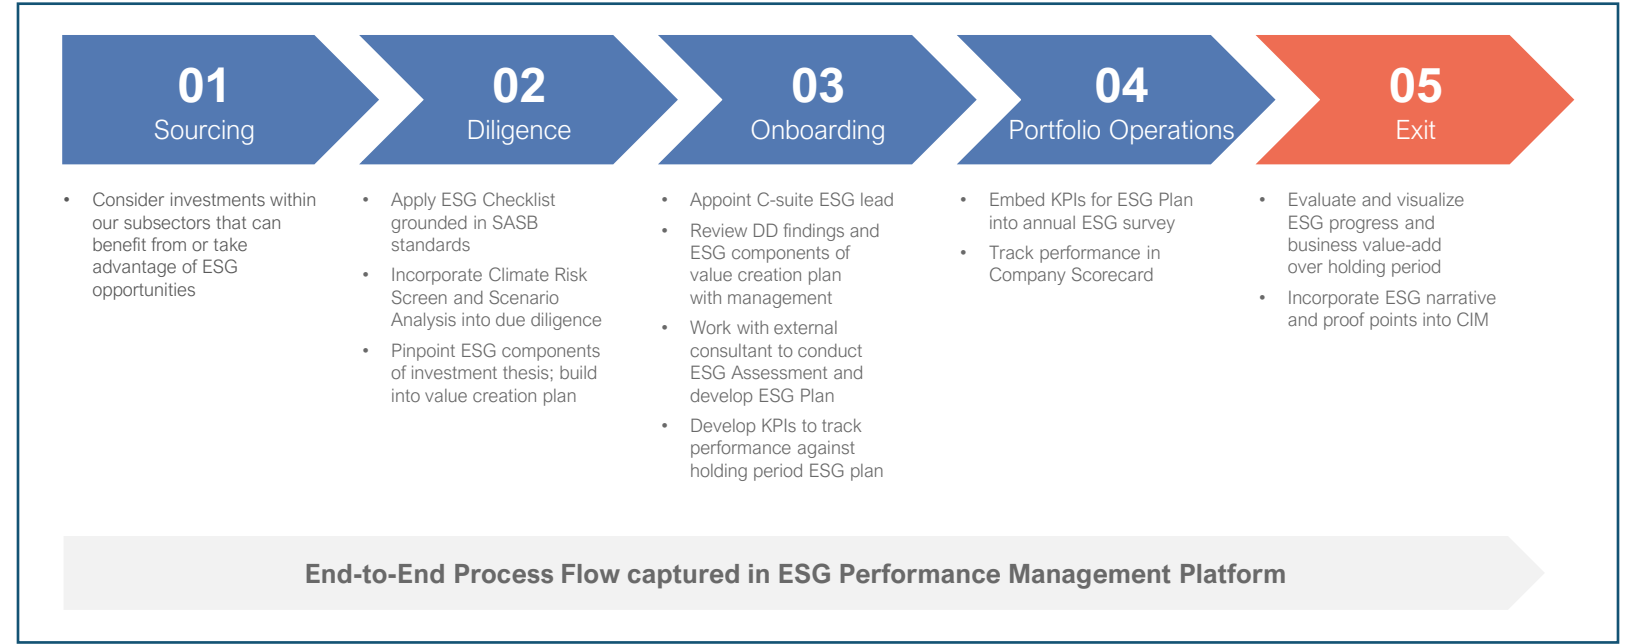 01
Sourcing
• Consider investments within
our subsectors that can
benefit from or take
advantage of ESG
opportunities
02
Diligence
• Apply ESG Checklist
grounded in SASB
standards
• Incorporate Climate Risk
Screen and Scenario
Analysis into due diligence
• Pinpoint ESG components
of investment thesis; build
into value creation plan
03
Onboarding
• Appoint C-suite ESG lead
• Review DD findings and
ESG components of
value creation plan
with management
• Work with external
consultant to conduct
ESG Assessment and
develop ESG Plan
• Develop KPIs to track
performance against
holding period ESG plan
04
Portfolio Operations
• Embed KPIs for ESG Plan
into annual ESG survey
• Track performance in
Company Scorecard
05
Exit
• Evaluate and visualize
ESG progress and
business value-add
over holding period
• Incorporate ESG narrative
and proof points into CIM
End-to-End Process Flow captured in ESG Performance Management Platform